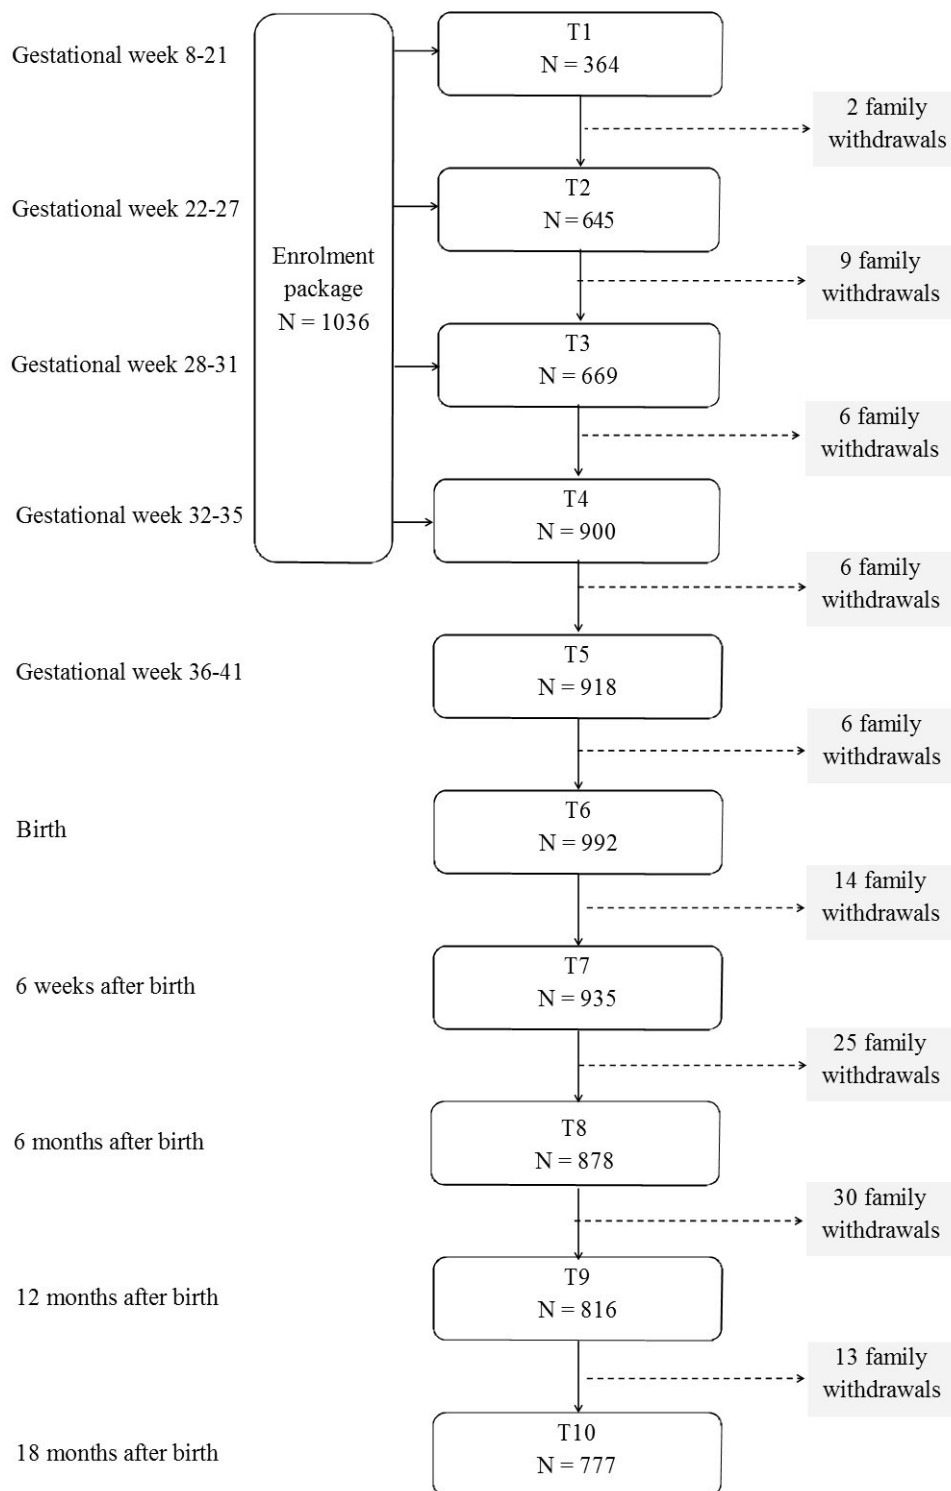 Gestational week 8-21
T1
N = 364
2 family
withdrawals
Gestational week 22-27
T2
N = 645
Enrolment
package
N = 1036
9 family
withdrawals
Gestational week 28-31
T3
N = 669
6 family
withdrawals
Gestational week 32-35
T4
N = 900
6 family
withdrawals
Gestational week 36-41
T5
N = 918
6 family
withdrawals
Birth
T6
N = 992
14 family
withdrawals
6 weeks after birth
T7
N = 935
25 family
withdrawals
6 months after birth
T8
N = 878
30 family
withdrawals
12 months after birth
T9
N = 816
13 family
withdrawals
18 months after birth
T10
N = 777